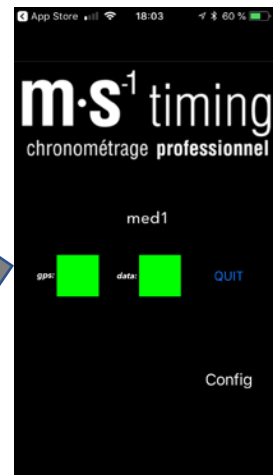 App Store 18:03 60 %
m·s-1 timing
chronométrage professionnel
med1
gps: data: QUIT
Config